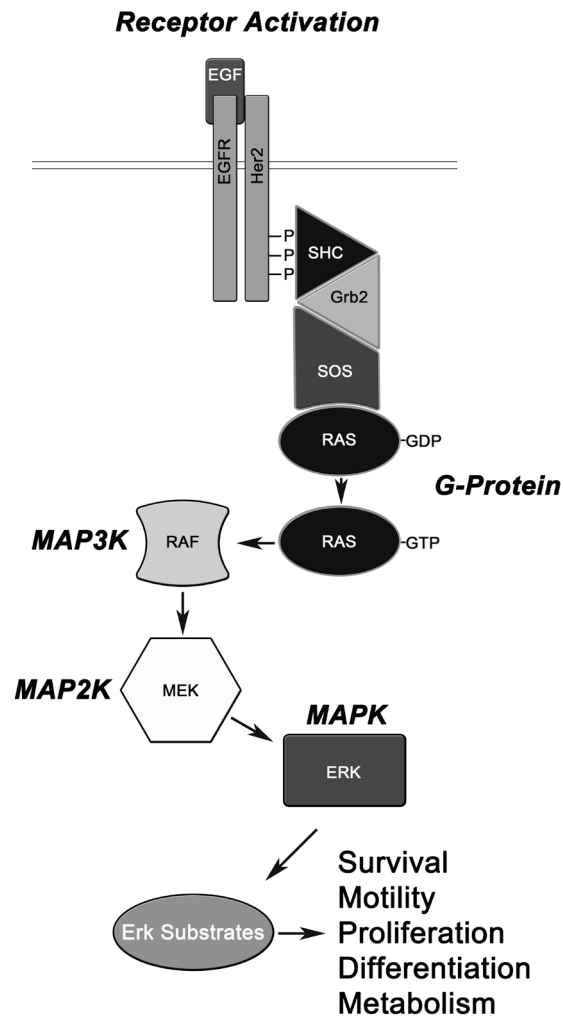 Receptor Activation
EGF
EGFR
Her2
P
P
P
SHC
Grb2
SOS
RAS
-GDP
G-Protein
MAP3K
RAF
RAS
-GTP
MAP2K
MEK
MAPK
ERK
Erk Substrates
Survival
Motility
Proliferation
Differentiation
Metabolism